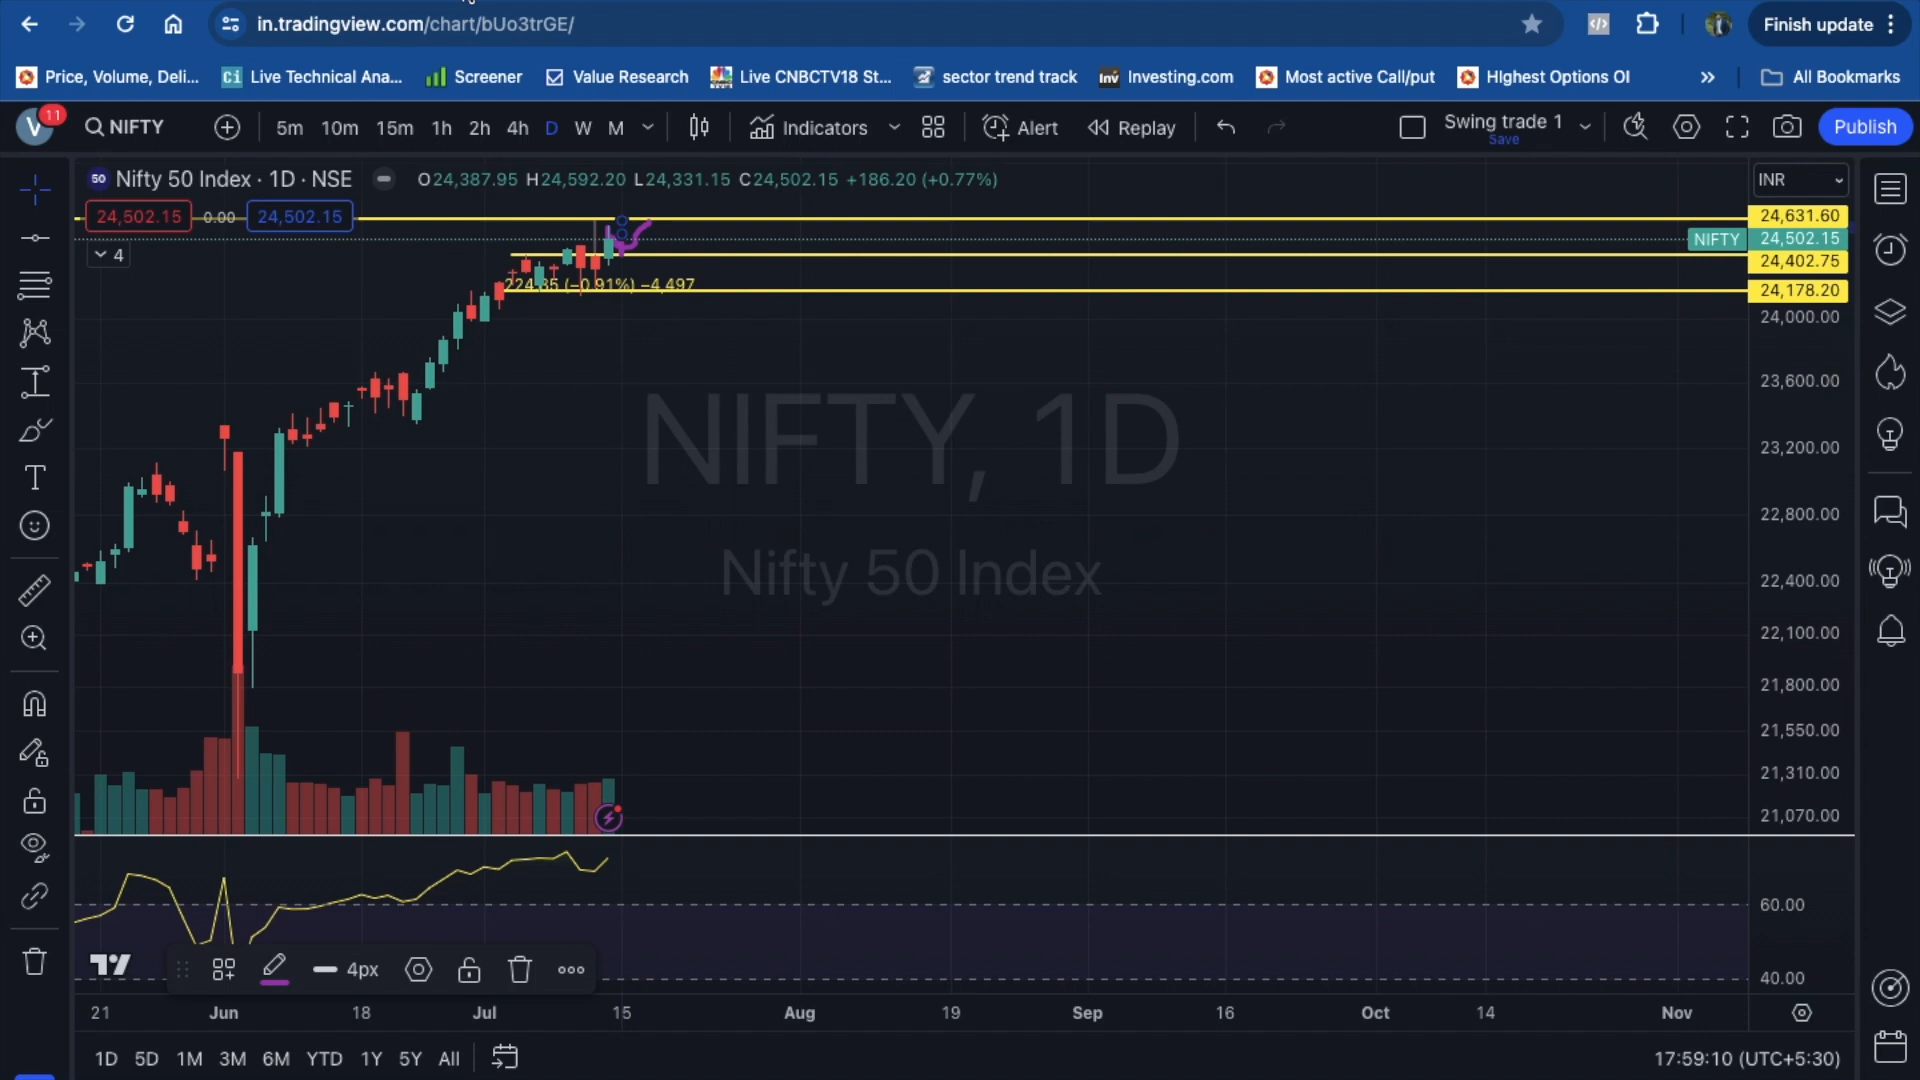 in.tradingview.com/chart/bUo3trGE/
Finish update
Price, Volume, Deli...
Ci Live Technical Ana...
Screener
Value Research
Live CNBCTV18 St...
sector trend track
Inv Investing.com
Most active Call/put
HIghest Options OI
»
All Bookmarks
V 11
NIFTY
5m 10m 15m 1h 2h 4h D W M
Indicators
Alert
Replay
Swing trade 1
Save
Publish
50 Nifty 50 Index · 1D · NSE
O24,387.95 H24,592.20 L24,331.15 C24,502.15 +186.20 (+0.77%)
INR
24,502.15 0.00 24,502.15
24,631.60
NIFTY 24,502.15
4
24,402.75
224.85 (−0.91%) −4,497
24,178.20
24,000.00
23,600.00
NIFTY, 1D
23,200.00
22,800.00
Nifty 50 Index
22,400.00
22,100.00
21,800.00
21,550.00
21,310.00
21,070.00
60.00
4px
40.00
21 Jun 18 Jul 15 Aug 19 Sep 16 Oct 14 Nov
1D 5D 1M 3M 6M YTD 1Y 5Y All
17:59:10 (UTC+5:30)